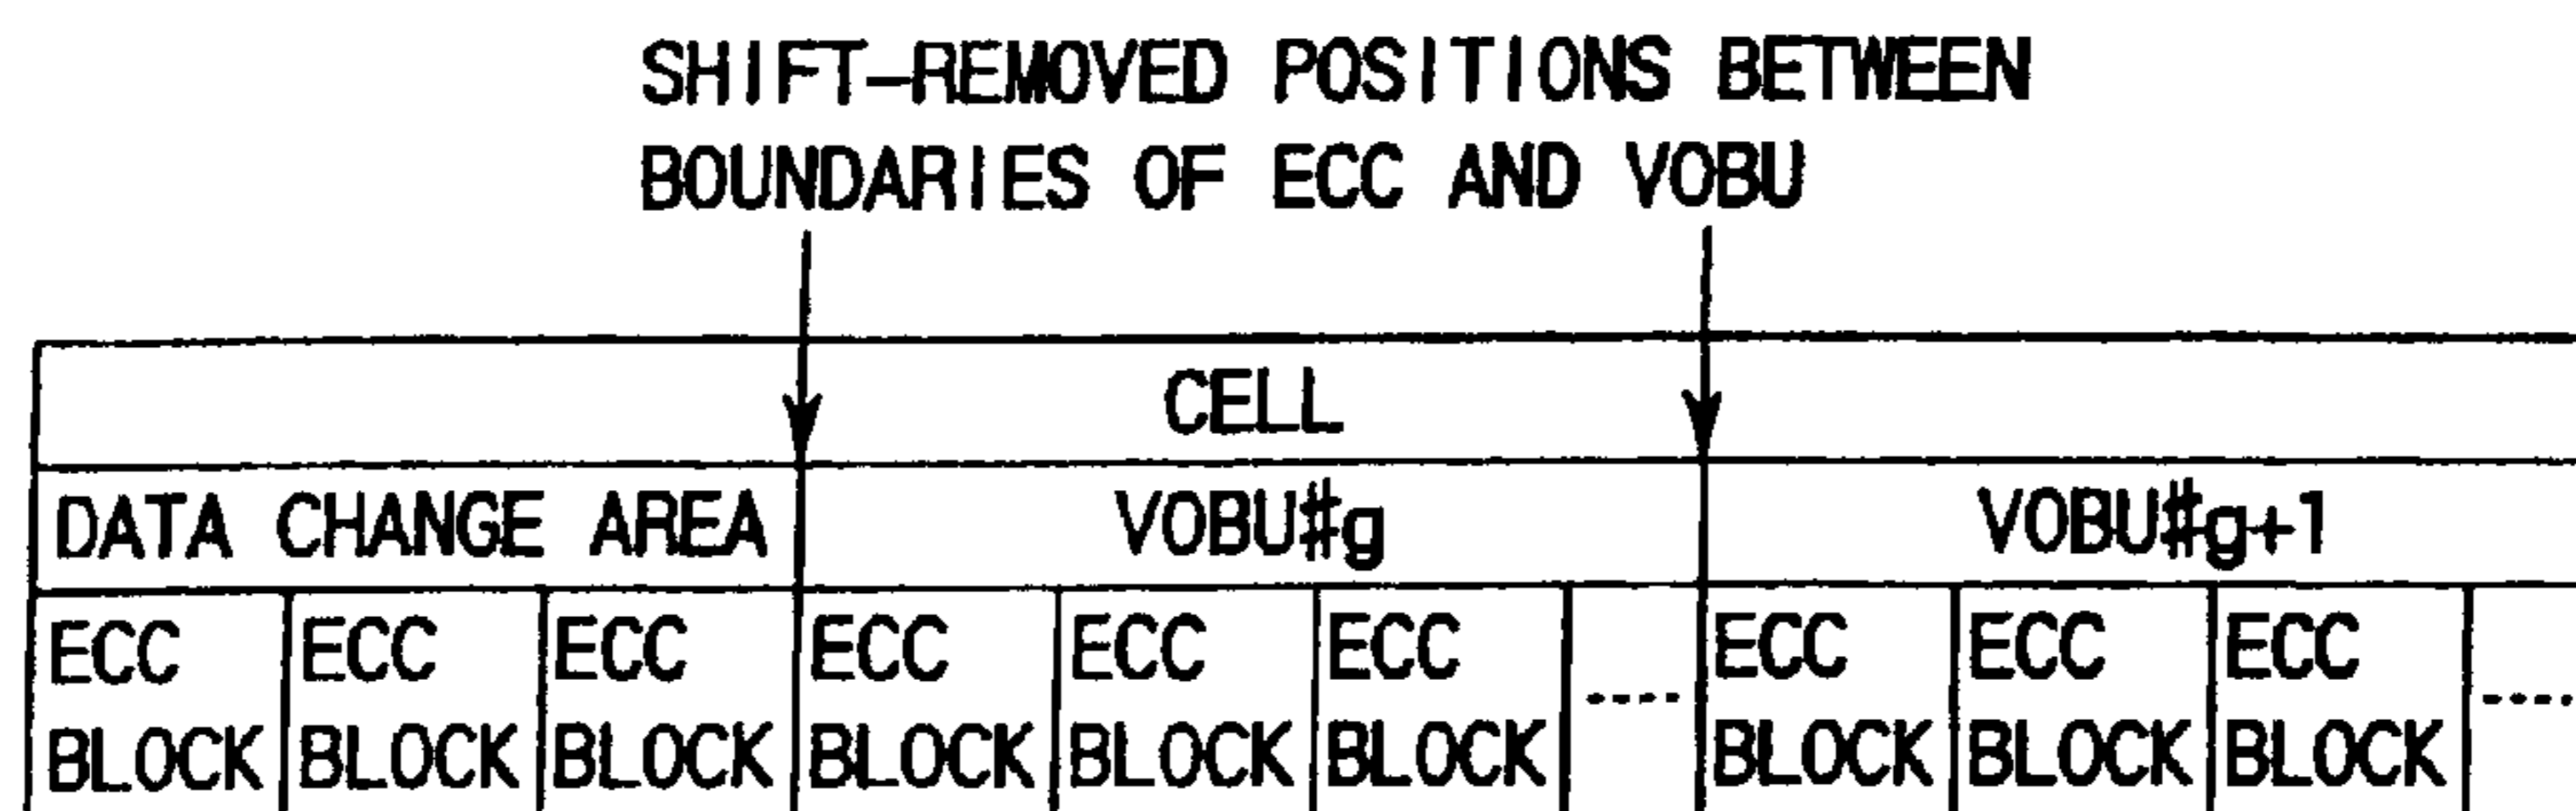 SHIFT-REMOVED POSITIONS BETWEEN
BOUNDARIES OF ECC AND VOBU
CELL
DATA CHANGE AREA VOBU#g VOBU#g+1
ECC ECC ECC ECC ECC ECC ---- ECC ECC ECC ----
BLOCK BLOCK BLOCK BLOCK BLOCK BLOCK BLOCK BLOCK BLOCK